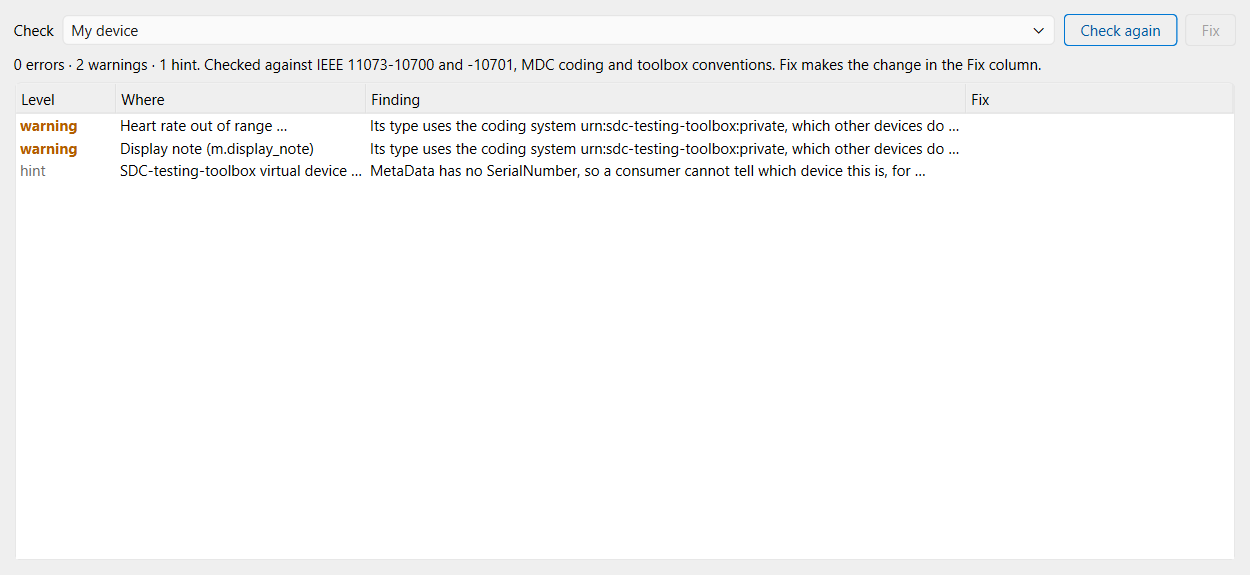 Check My device Check again Fix
0 errors · 2 warnings · 1 hint. Checked against IEEE 11073-10700 and -10701, MDC coding and toolbox conventions. Fix makes the change in the Fix column.
Level Where Finding Fix
warning Heart rate out of range ... Its type uses the coding system urn:sdc-testing-toolbox:private, which other devices do ...
warning Display note (m.display_note) Its type uses the coding system urn:sdc-testing-toolbox:private, which other devices do ...
hint SDC-testing-toolbox virtual device ... MetaData has no SerialNumber, so a consumer cannot tell which device this is, for ...